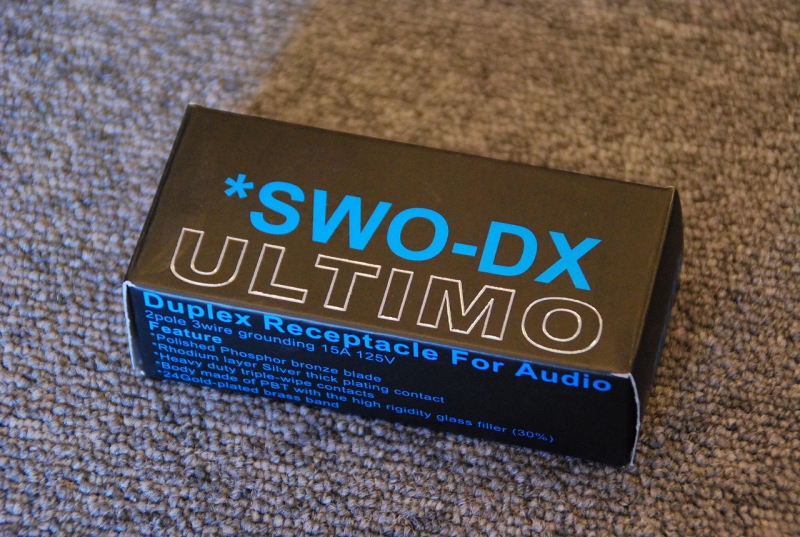 *SWO-DX
ULTIMO
Duplex Receptacle For Audio
2pole 3wire grounding 15A 125V
Feature
*Polished Phosphor bronze blade
*Rhodium layer Silver thick plating contact
*Heavy duty triple-wipe contacts
*Body made of PBT with the high rigidity glass filler (30%)
*24Gold-plated brass band